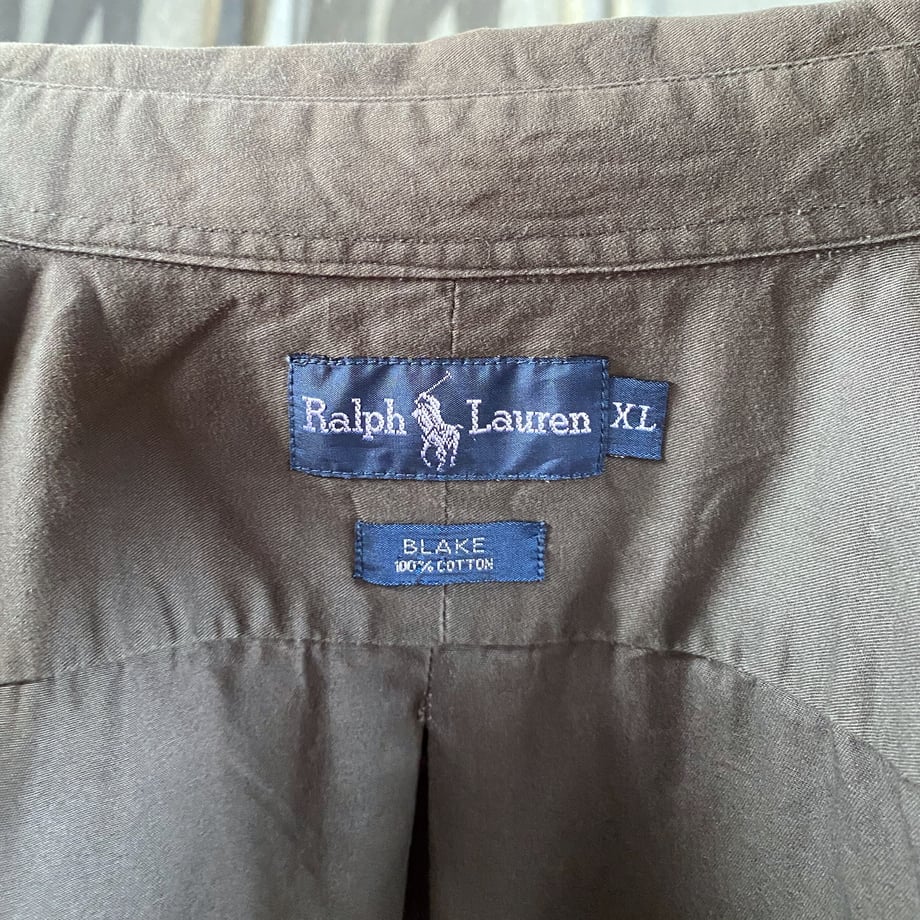 Ralph Lauren XL
BLAKE
100% COTTON